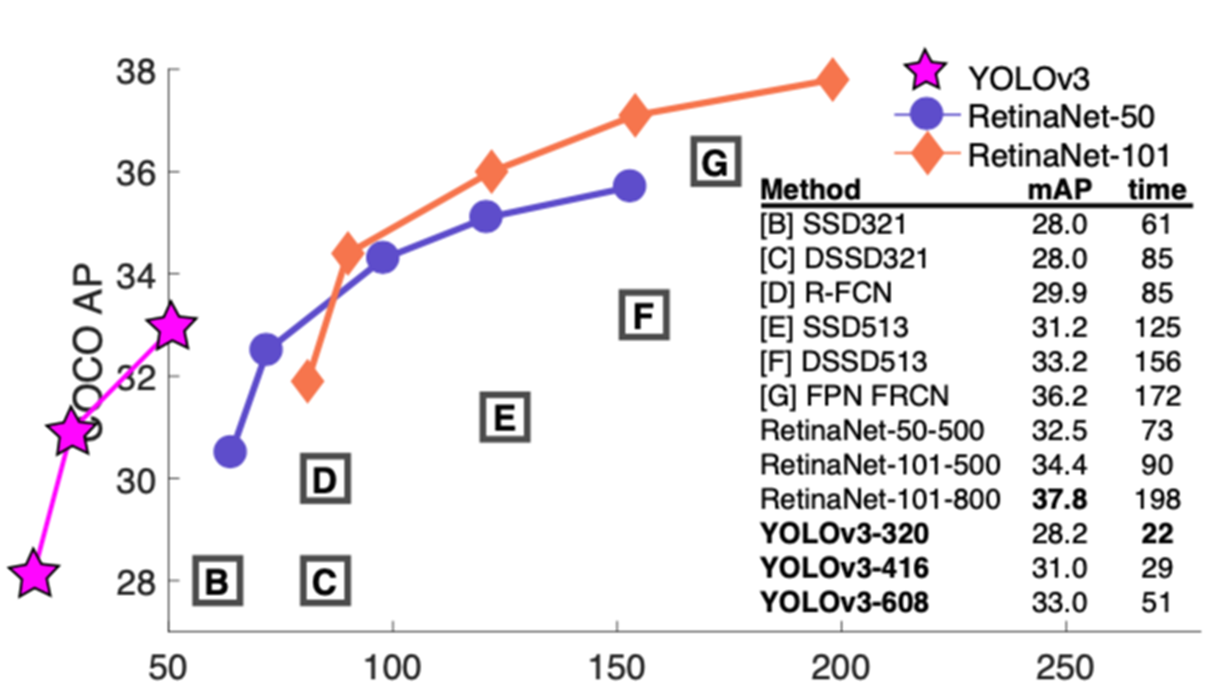 38
36
34
32
30
28
COCO AP
50 100 150 200 250
B
C
D
E
F
G
YOLOv3
RetinaNet-50
RetinaNet-101
Method mAP time
[B] SSD321 28.0 61
[C] DSSD321 28.0 85
[D] R-FCN 29.9 85
[E] SSD513 31.2 125
[F] DSSD513 33.2 156
[G] FPN FRCN 36.2 172
RetinaNet-50-500 32.5 73
RetinaNet-101-500 34.4 90
RetinaNet-101-800 37.8 198
YOLOv3-320 28.2 22
YOLOv3-416 31.0 29
YOLOv3-608 33.0 51